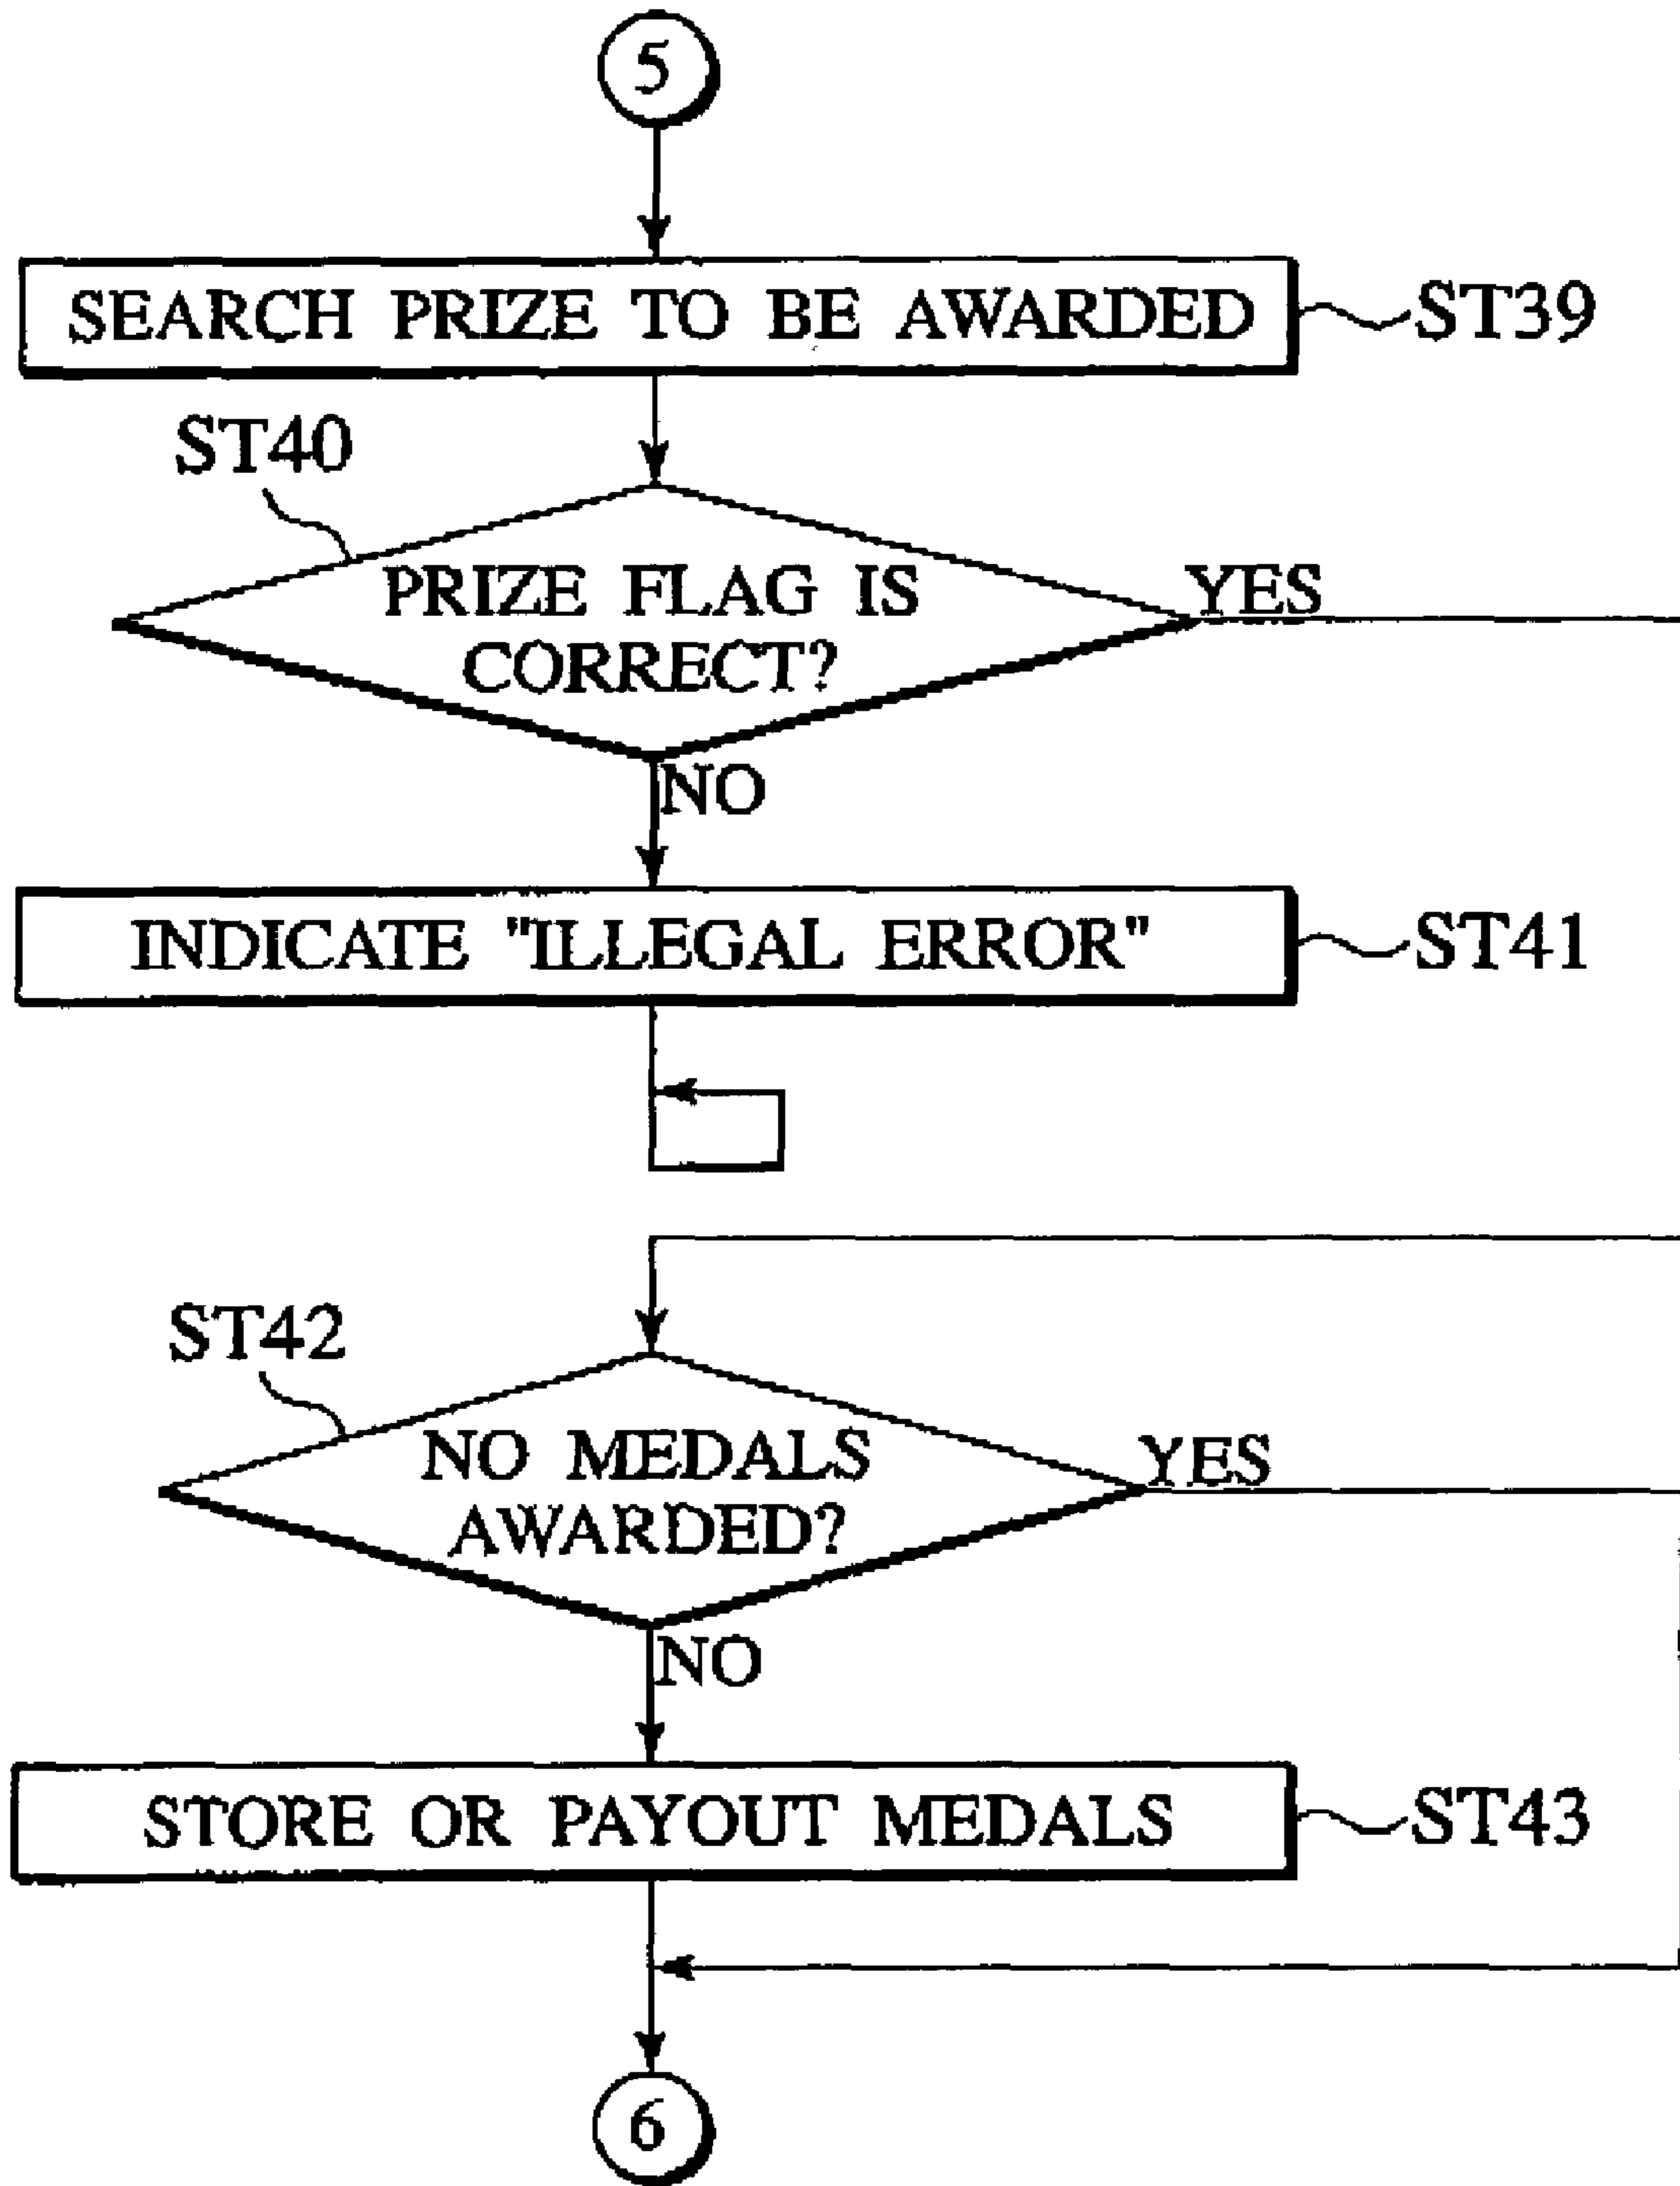 5
SEARCH PRIZE TO BE AWARDED
ST39
ST40
PRIZE FLAG IS
CORRECT?
YES
NO
INDICATE "ILLEGAL ERROR"
ST41
ST42
NO MEDALS
AWARDED?
YES
NO
STORE OR PAYOUT MEDALS
ST43
6